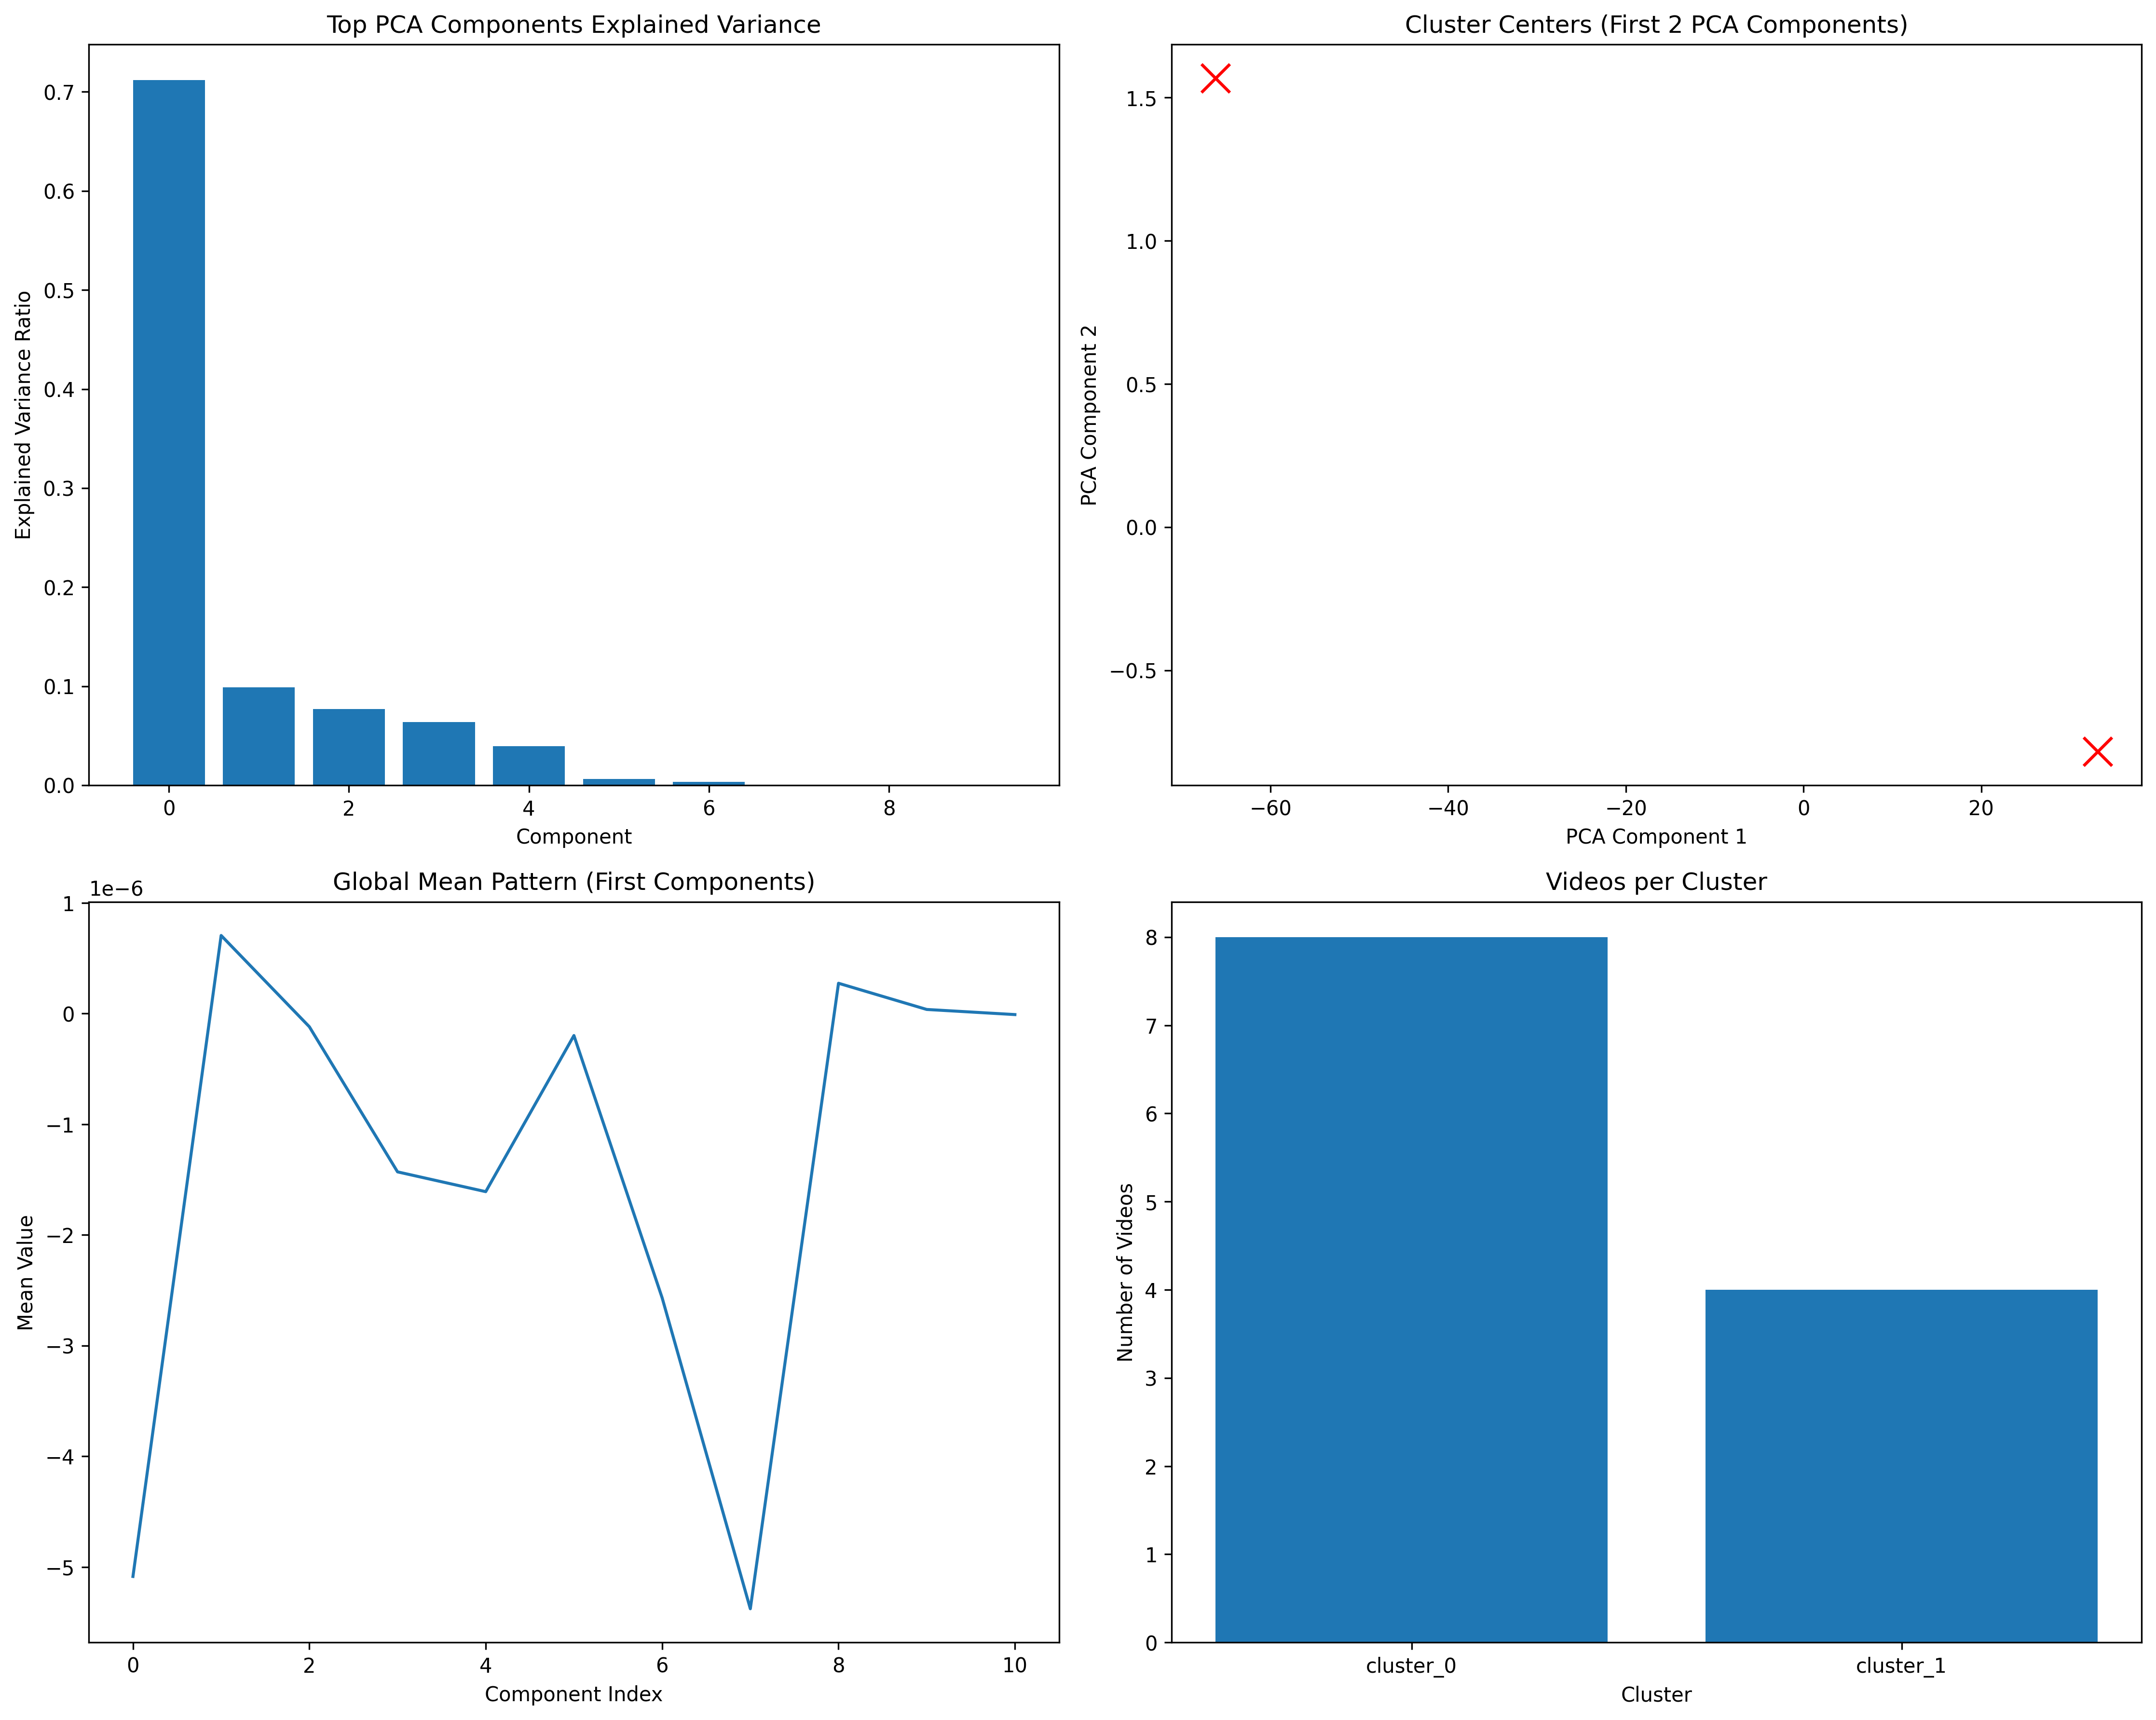 Top PCA Components Explained Variance
Explained Variance Ratio
0.7
0.6
0.5
0.4
0.3
0.2
0.1
0.0
0 2 4 6 8
Component
Cluster Centers (First 2 PCA Components)
PCA Component 2
1.5
1.0
0.5
0.0
−0.5
−60 −40 −20 0 20
PCA Component 1
Global Mean Pattern (First Components)
1e−6
Mean Value
1
0
−1
−2
−3
−4
−5
0 2 4 6 8 10
Component Index
Videos per Cluster
Number of Videos
8
7
6
5
4
3
2
1
0
cluster_0 cluster_1
Cluster